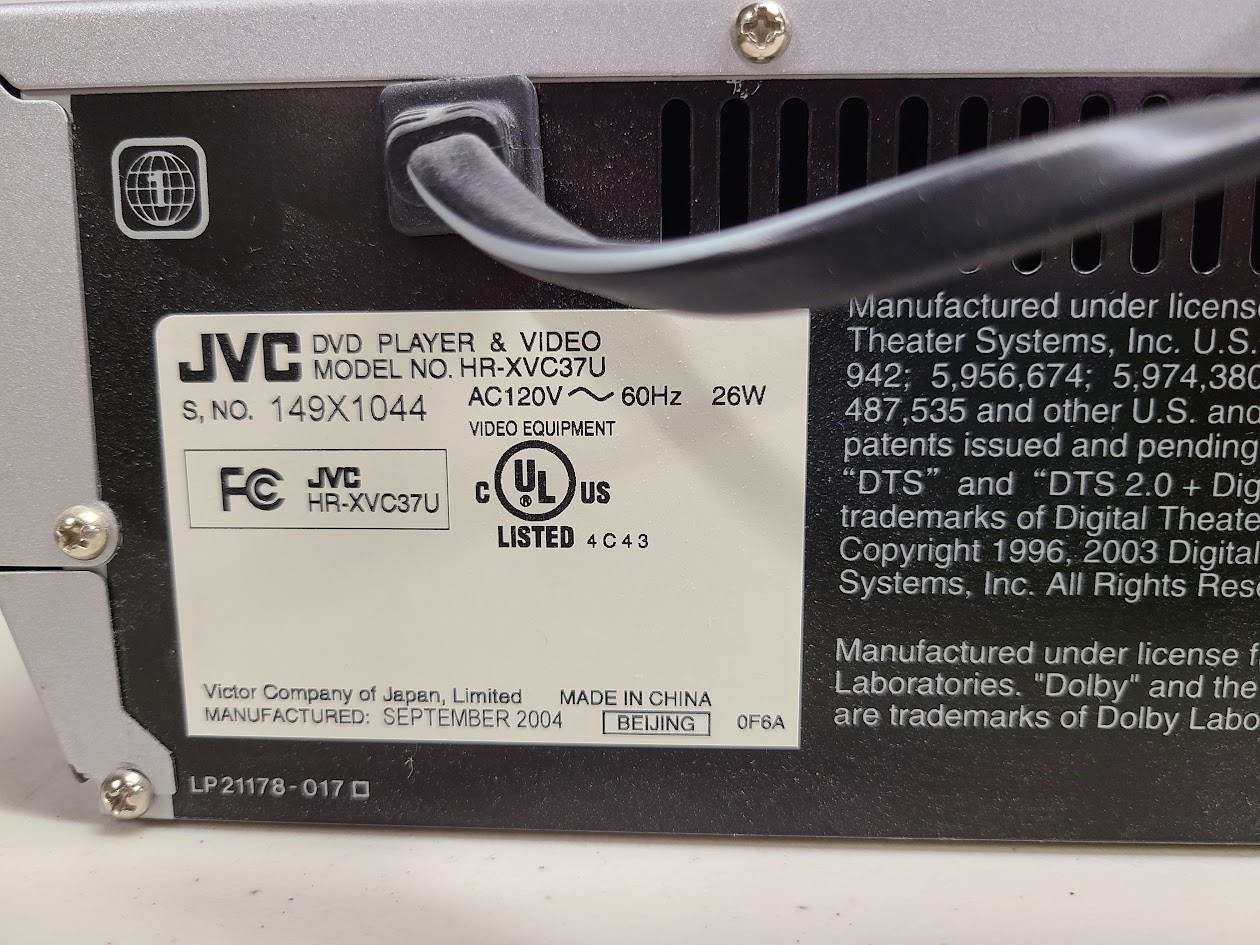 1
JVC DVD PLAYER & VIDEO
MODEL NO. HR-XVC37U
S, NO. 149X1044
AC120V ~ 60Hz 26W
VIDEO EQUIPMENT
FC JVC
HR-XVC37U
C UL ® US
LISTED 4C43
Victor Company of Japan, Limited MADE IN CHINA
MANUFACTURED: SEPTEMBER 2004 BEIJING 0F6A
LP21178-017
Manufactured under license
Theater Systems, Inc. U.S.
942; 5,956,674; 5,974,380
487,535 and other U.S. and
patents issued and pending
“DTS” and “DTS 2.0 + Dig
trademarks of Digital Theate
Copyright 1996, 2003 Digital
Systems, Inc. All Rights Rese
Manufactured under license f
Laboratories. "Dolby" and the
are trademarks of Dolby Labo